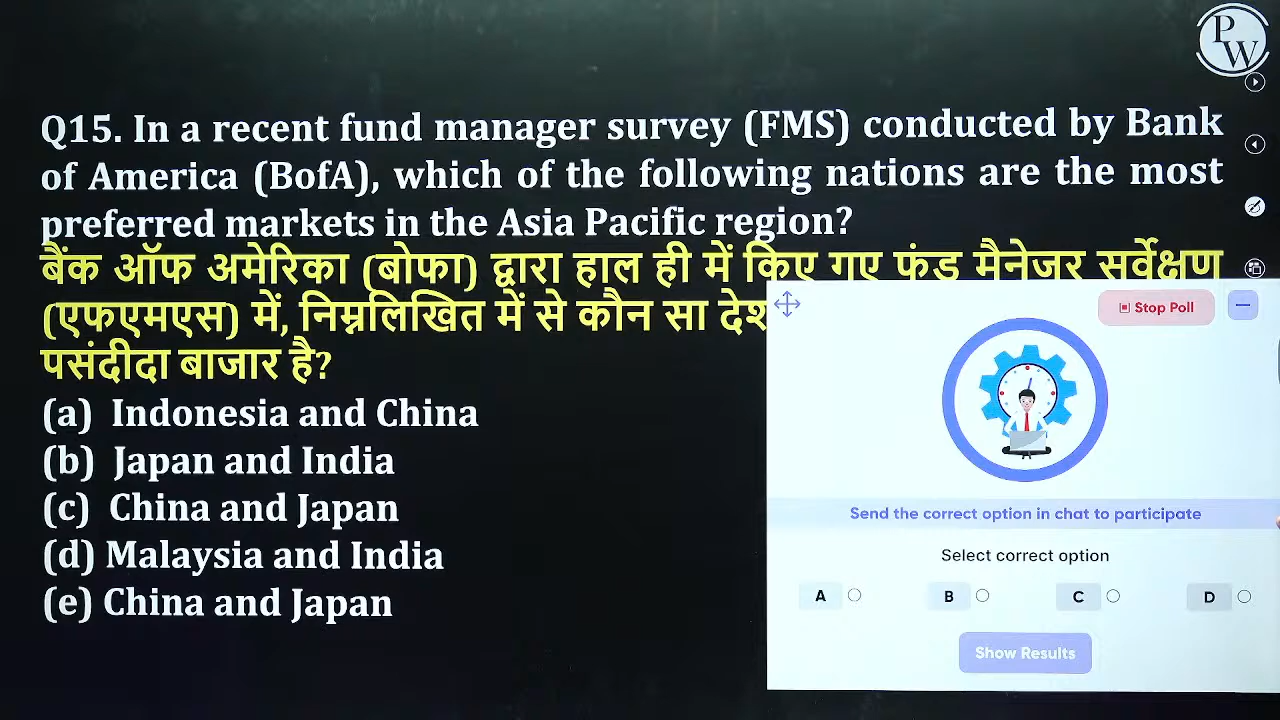 PW
Q15. In a recent fund manager survey (FMS) conducted by Bank
of America (BofA), which of the following nations are the most
preferred markets in the Asia Pacific region?
बैंक ऑफ अमेरिका (बोफा) द्वारा हाल ही में किए गए फंड मैनेजर सर्वेक्षण
(एफएमएस) में, निम्नलिखित में से कौन सा देश
पसंदीदा बाजार है?
(a) Indonesia and China
(b) Japan and India
(c) China and Japan
(d) Malaysia and India
(e) China and Japan
Stop Poll
Send the correct option in chat to participate
Select correct option
A B C D
Show Results